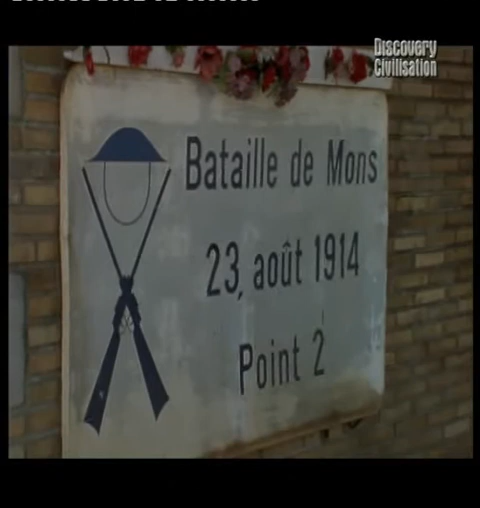 Discovery
Civilisation
Bataille de Mons
23, août 1914
Point 2